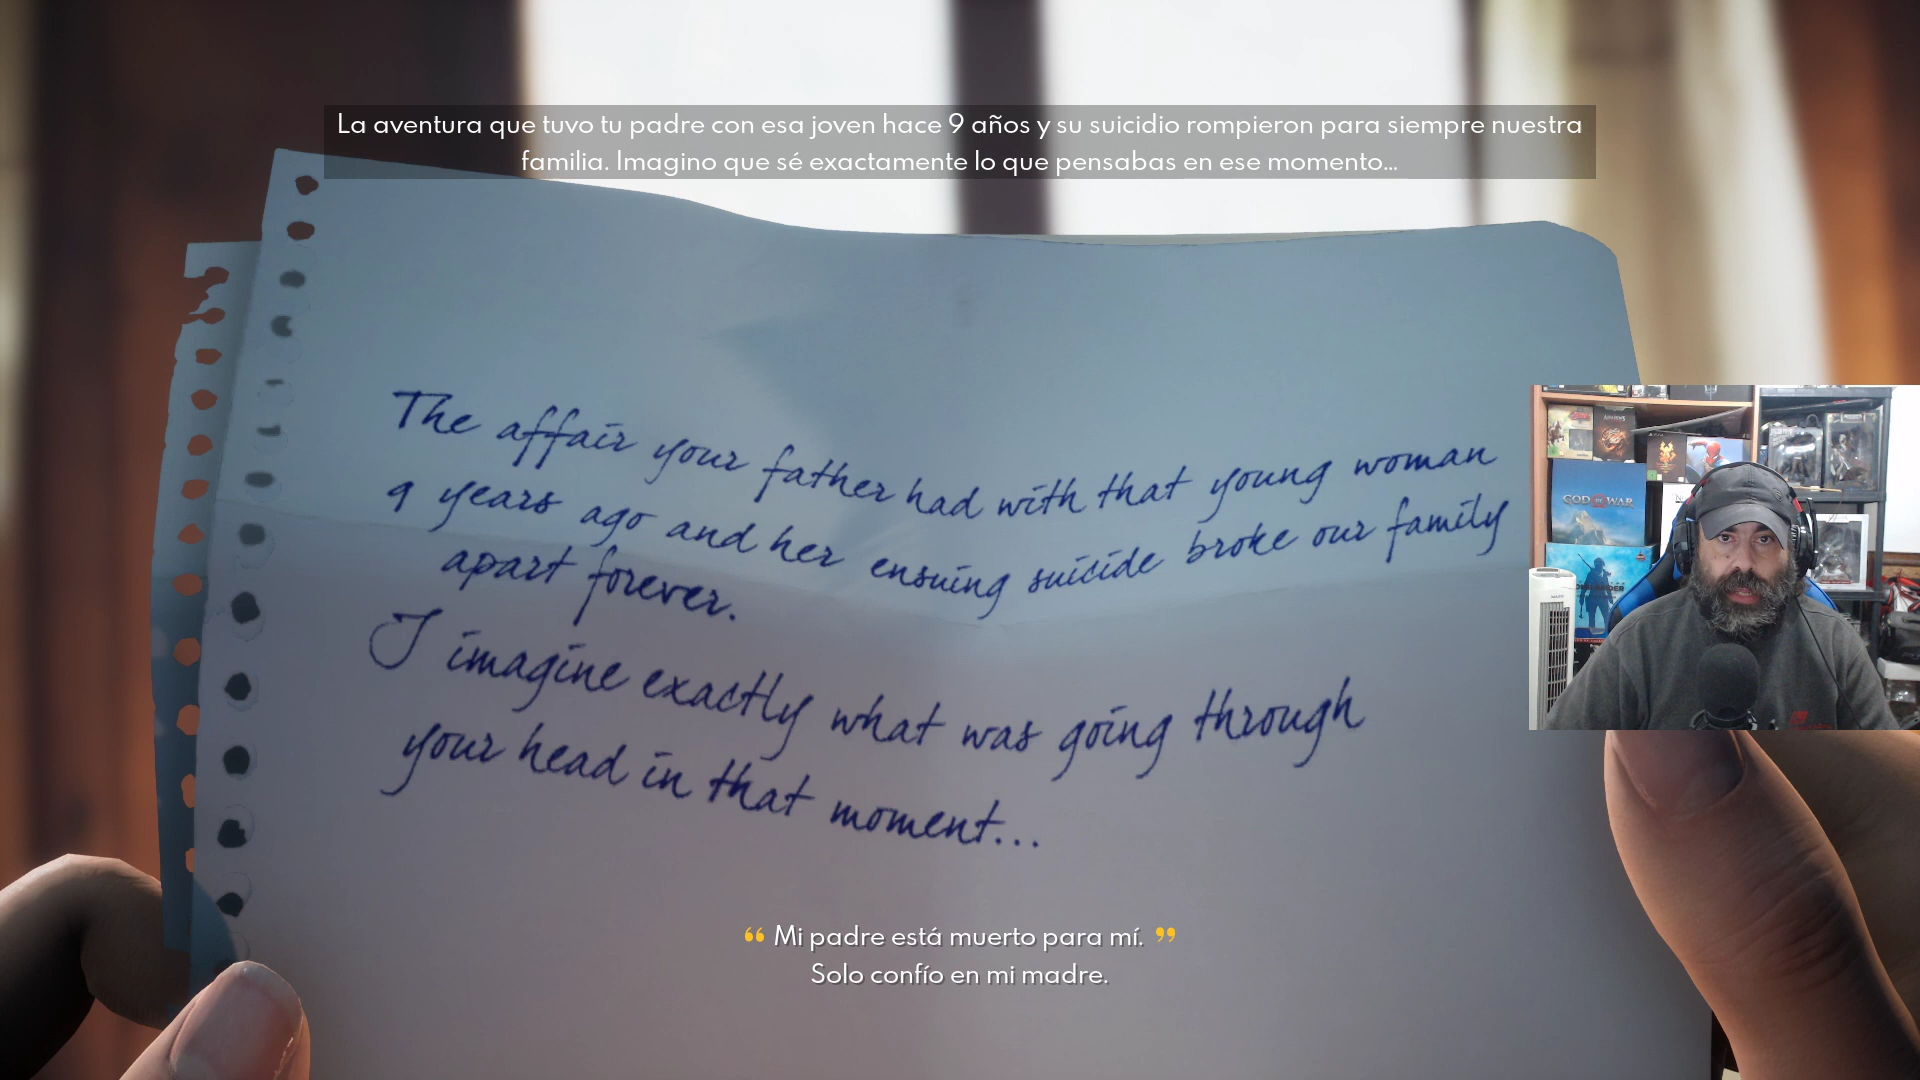 La aventura que tuvo tu padre con esa joven hace 9 años y su suicidio rompieron para siempre nuestra
familia. Imagino que sé exactamente lo que pensabas en ese momento...
The affair your father had with that young woman
9 years ago and her ensuing suicide broke our family
apart forever.
I imagine exactly what was going through
your head in that moment...
GOD OF WAR
“ Mi padre está muerto para mí. ”
Solo confío en mi madre.